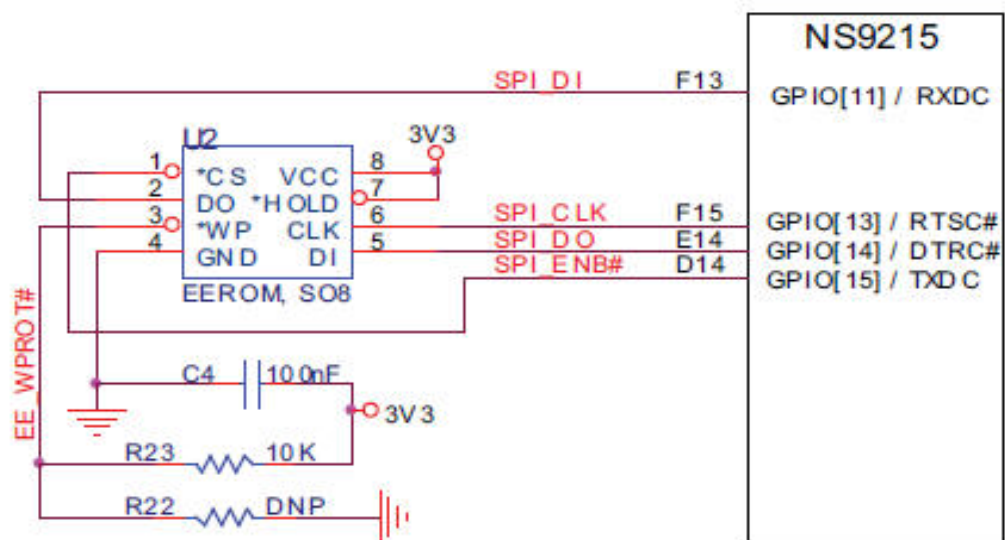 NS9215
SPI_DI F13 GPIO[11] / RXDC
U2 3V3
1 *CS VCC 8
2 DO *HOLD 7
3 *WP CLK 6 SPI_CLK F15 GPIO[13] / RTSC#
4 GND DI 5 SPI_DO E14 GPIO[14] / DTRC#
SPI_ENB# D14 GPIO[15] / TXDC
EEROM, SO8
EE_WPROT#
C4 100nF
3V3
R23 10K
R22 DNP